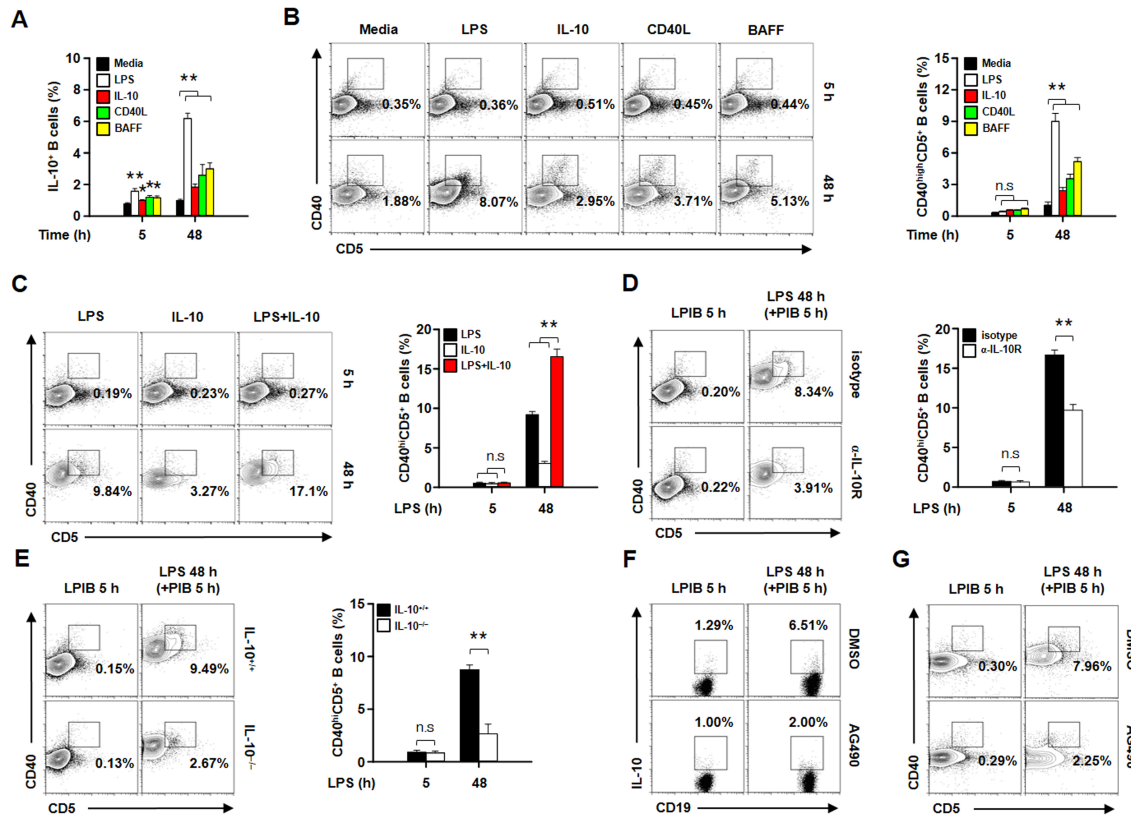 A
IL-10+ B cells (%)
10
8
6
4
2
0
Media
LPS
IL-10
CD40L
BAFF
**
*
**
**
Time (h)
5
48
B
Media
LPS
IL-10
CD40L
BAFF
0.35%
0.36%
0.51%
0.45%
0.44%
5 h
1.88%
8.07%
2.95%
3.71%
5.13%
48 h
CD40
CD5
CD40highCD5+ B cells (%)
15
12
9
6
3
0
Media
LPS
IL-10
CD40L
BAFF
n.s
**
Time (h)
5
48
C
LPS
IL-10
LPS+IL-10
0.19%
0.23%
0.27%
5 h
9.84%
3.27%
17.1%
48 h
CD40
CD5
CD40hiCD5+ B cells (%)
20
15
10
5
0
LPS
IL-10
LPS+IL-10
n.s
**
LPS (h)
5
48
D
LPIB 5 h
LPS 48 h
(+PIB 5 h)
0.20%
8.34%
isotype
0.22%
3.91%
α-IL-10R
CD40
CD5
CD40hiCD5+ B cells (%)
20
15
10
5
0
isotype
α-IL-10R
n.s
**
LPS (h)
5
48
E
LPIB 5 h
LPS 48 h
(+PIB 5 h)
0.15%
9.49%
IL-10+/+
0.13%
2.67%
IL-10−/−
CD40
CD5
CD40hiCD5+ B cells (%)
12
10
8
6
4
2
0
IL-10+/+
IL-10−/−
n.s
**
LPS (h)
5
48
F
LPIB 5 h
LPS 48 h
(+PIB 5 h)
1.29%
6.51%
DMSO
1.00%
2.00%
AG490
IL-10
CD19
G
LPIB 5 h
LPS 48 h
(+PIB 5 h)
0.30%
7.96%
DMSO
0.29%
2.25%
AG490
CD40
CD5